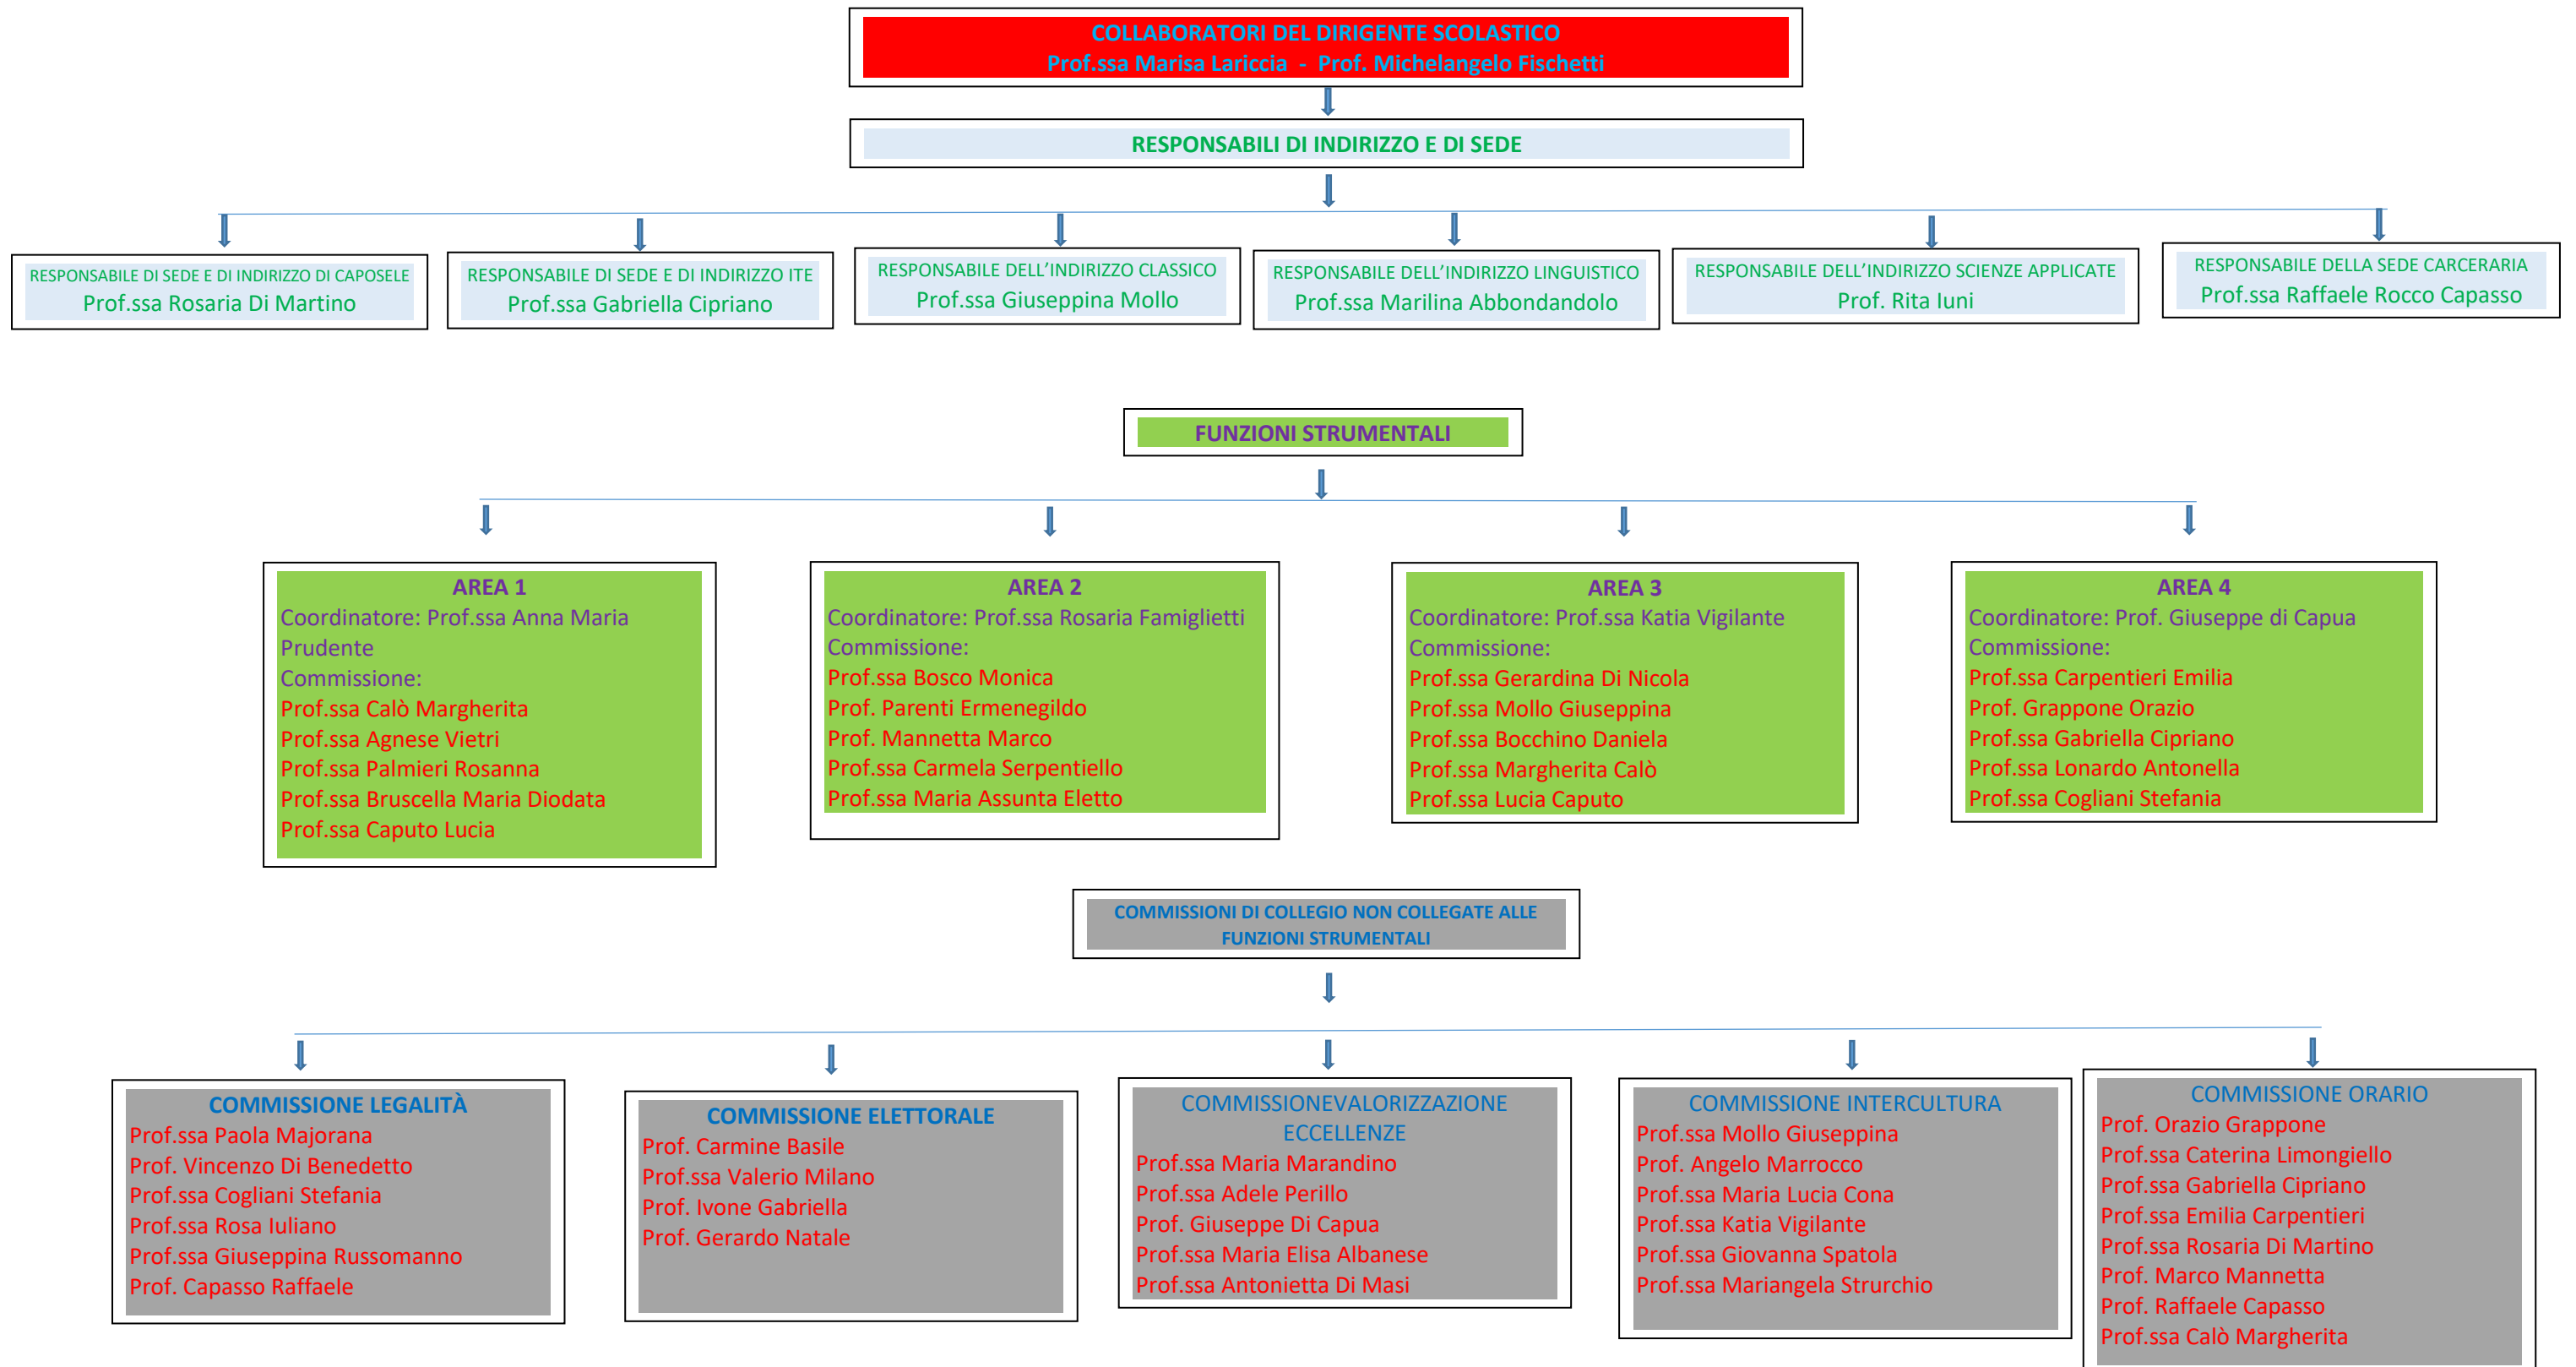 COLLABORATORI DEL DIRIGENTE SCOLASTICO
Prof.ssa Marisa Lariccia - Prof. Michelangelo Fischetti
RESPONSABILI DI INDIRIZZO E DI SEDE
RESPONSABILE DI SEDE E DI INDIRIZZO DI CAPOSELE
Prof.ssa Rosaria Di Martino
RESPONSABILE DI SEDE E DI INDIRIZZO ITE
Prof.ssa Gabriella Cipriano
RESPONSABILE DELL'INDIRIZZO CLASSICO
Prof.ssa Giuseppina Mollo
RESPONSABILE DELL'INDIRIZZO LINGUISTICO
Prof.ssa Marilina Abbondandolo
RESPONSABILE DELL'INDIRIZZO SCIENZE APPLICATE
Prof. Rita Iuni
RESPONSABILE DELLA SEDE CARCERARIA
Prof.ssa Raffaele Rocco Capasso
FUNZIONI STRUMENTALI
AREA 1
Coordinatore: Prof.ssa Anna Maria
Prudente
Commissione:
Prof.ssa Calò Margherita
Prof.ssa Agnese Vietri
Prof.ssa Palmieri Rosanna
Prof.ssa Bruscella Maria Diodata
Prof.ssa Caputo Lucia
AREA 2
Coordinatore: Prof.ssa Rosaria Famiglietti
Commissione:
Prof.ssa Bosco Monica
Prof. Parenti Ermenegildo
Prof. Mannetta Marco
Prof.ssa Carmela Serpentiello
Prof.ssa Maria Assunta Eletto
AREA 3
Coordinatore: Prof.ssa Katia Vigilante
Commissione:
Prof.ssa Gerardina Di Nicola
Prof.ssa Mollo Giuseppina
Prof.ssa Bocchino Daniela
Prof.ssa Margherita Calò
Prof.ssa Lucia Caputo
AREA 4
Coordinatore: Prof. Giuseppe di Capua
Commissione:
Prof.ssa Carpentieri Emilia
Prof. Grappone Orazio
Prof.ssa Gabriella Cipriano
Prof.ssa Lonardo Antonella
Prof.ssa Cogliani Stefania
COMMISSIONI DI COLLEGIO NON COLLEGATE ALLE
FUNZIONI STRUMENTALI
COMMISSIONE LEGALITÀ
Prof.ssa Paola Majorana
Prof. Vincenzo Di Benedetto
Prof.ssa Cogliani Stefania
Prof.ssa Rosa Iuliano
Prof.ssa Giuseppina Russomanno
Prof. Capasso Raffaele
COMMISSIONE ELETTORALE
Prof. Carmine Basile
Prof.ssa Valerio Milano
Prof. Ivone Gabriella
Prof. Gerardo Natale
COMMISSIONEVALORIZZAZIONE
ECCELLENZE
Prof.ssa Maria Marandino
Prof.ssa Adele Perillo
Prof. Giuseppe Di Capua
Prof.ssa Maria Elisa Albanese
Prof.ssa Antonietta Di Masi
COMMISSIONE INTERCULTURA
Prof.ssa Mollo Giuseppina
Prof. Angelo Marrocco
Prof.ssa Maria Lucia Cona
Prof.ssa Katia Vigilante
Prof.ssa Giovanna Spatola
Prof.ssa Mariangela Strurchio
COMMISSIONE ORARIO
Prof. Orazio Grappone
Prof.ssa Caterina Limongiello
Prof.ssa Gabriella Cipriano
Prof.ssa Emilia Carpentieri
Prof.ssa Rosaria Di Martino
Prof. Marco Mannetta
Prof. Raffaele Capasso
Prof.ssa Calò Margherita